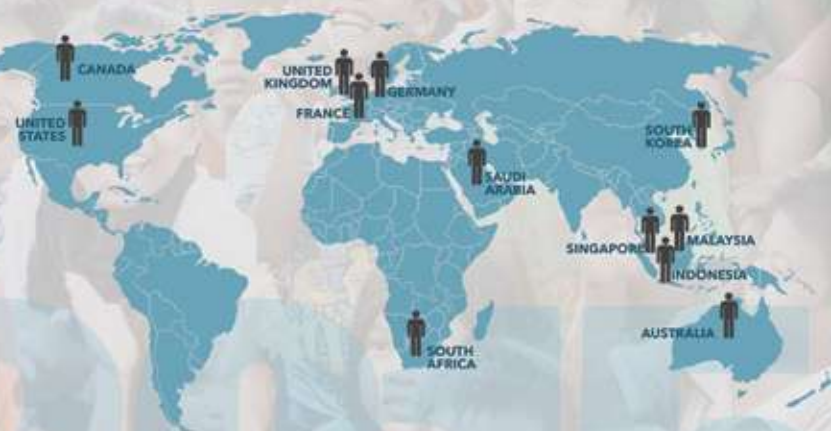 CANADA
UNITED
STATES
UNITED
KINGDOM
GERMANY
FRANCE
SOUTH
KOREA
SAUDI
ARABIA
SINGAPORE
MALAYSIA
INDONESIA
AUSTRALIA
SOUTH
AFRICA